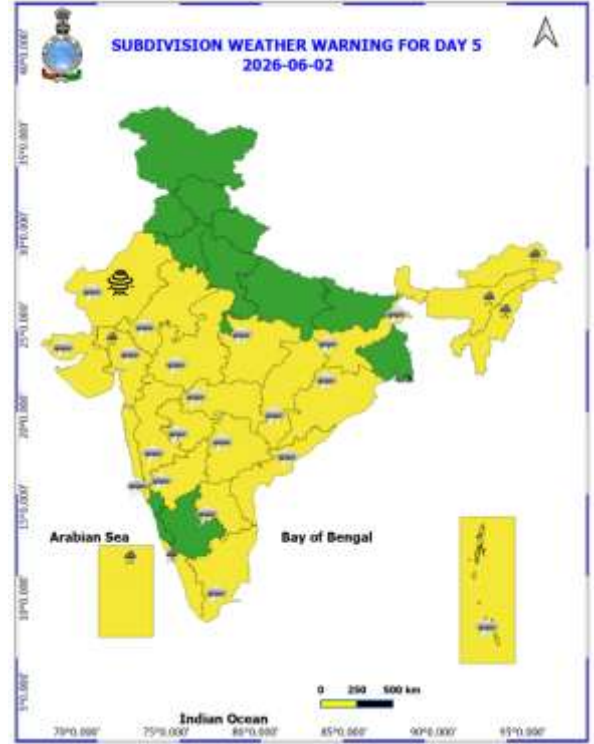 SUBDIVISION WEATHER WARNING FOR DAY 5
2026-06-02
Arabian Sea
Bay of Bengal
0 250 500 km
Indian Ocean
70°0.000' 75°0.000' 80°0.000' 85°0.000' 90°0.000' 95°0.000'